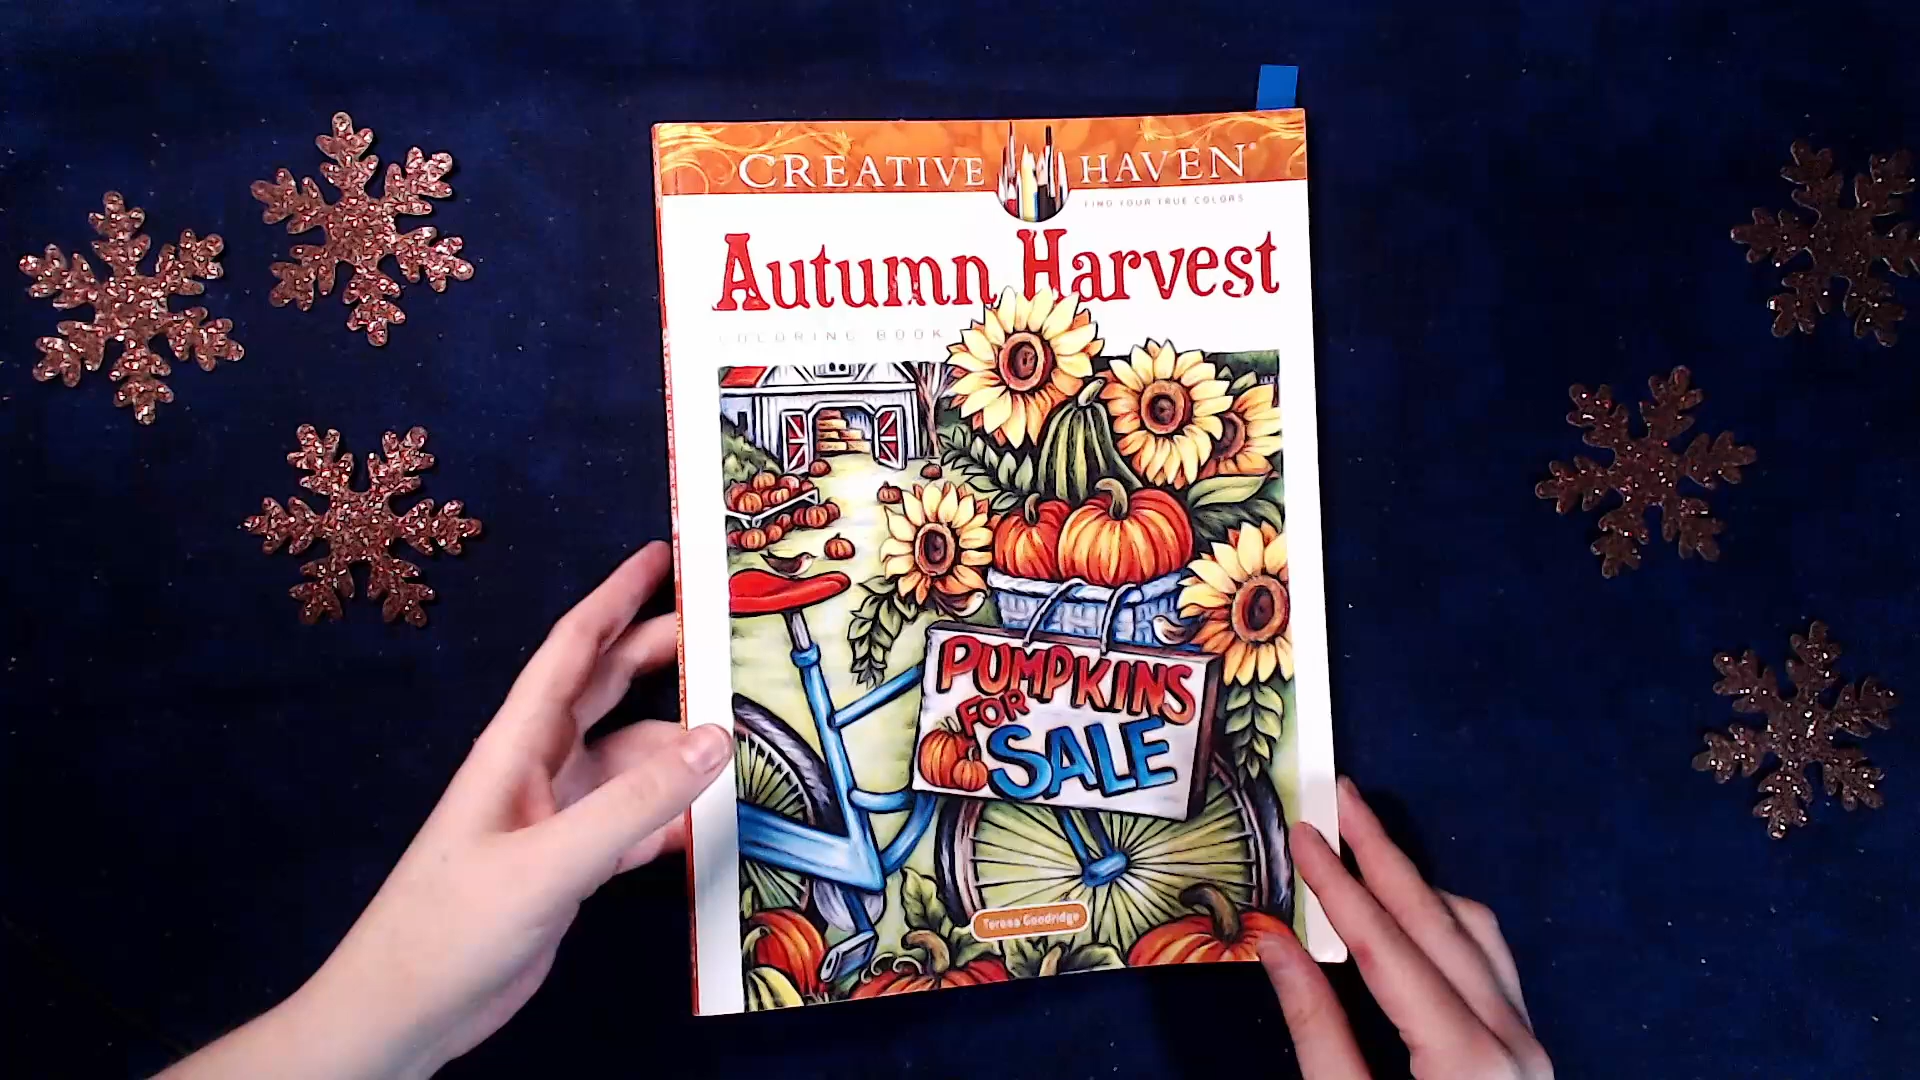 CREATIVE HAVEN®
FIND YOUR TRUE COLORS
Autumn Harvest
COLORING BOOK
PUMPKINS
FOR
SALE
Teresa Goodridge